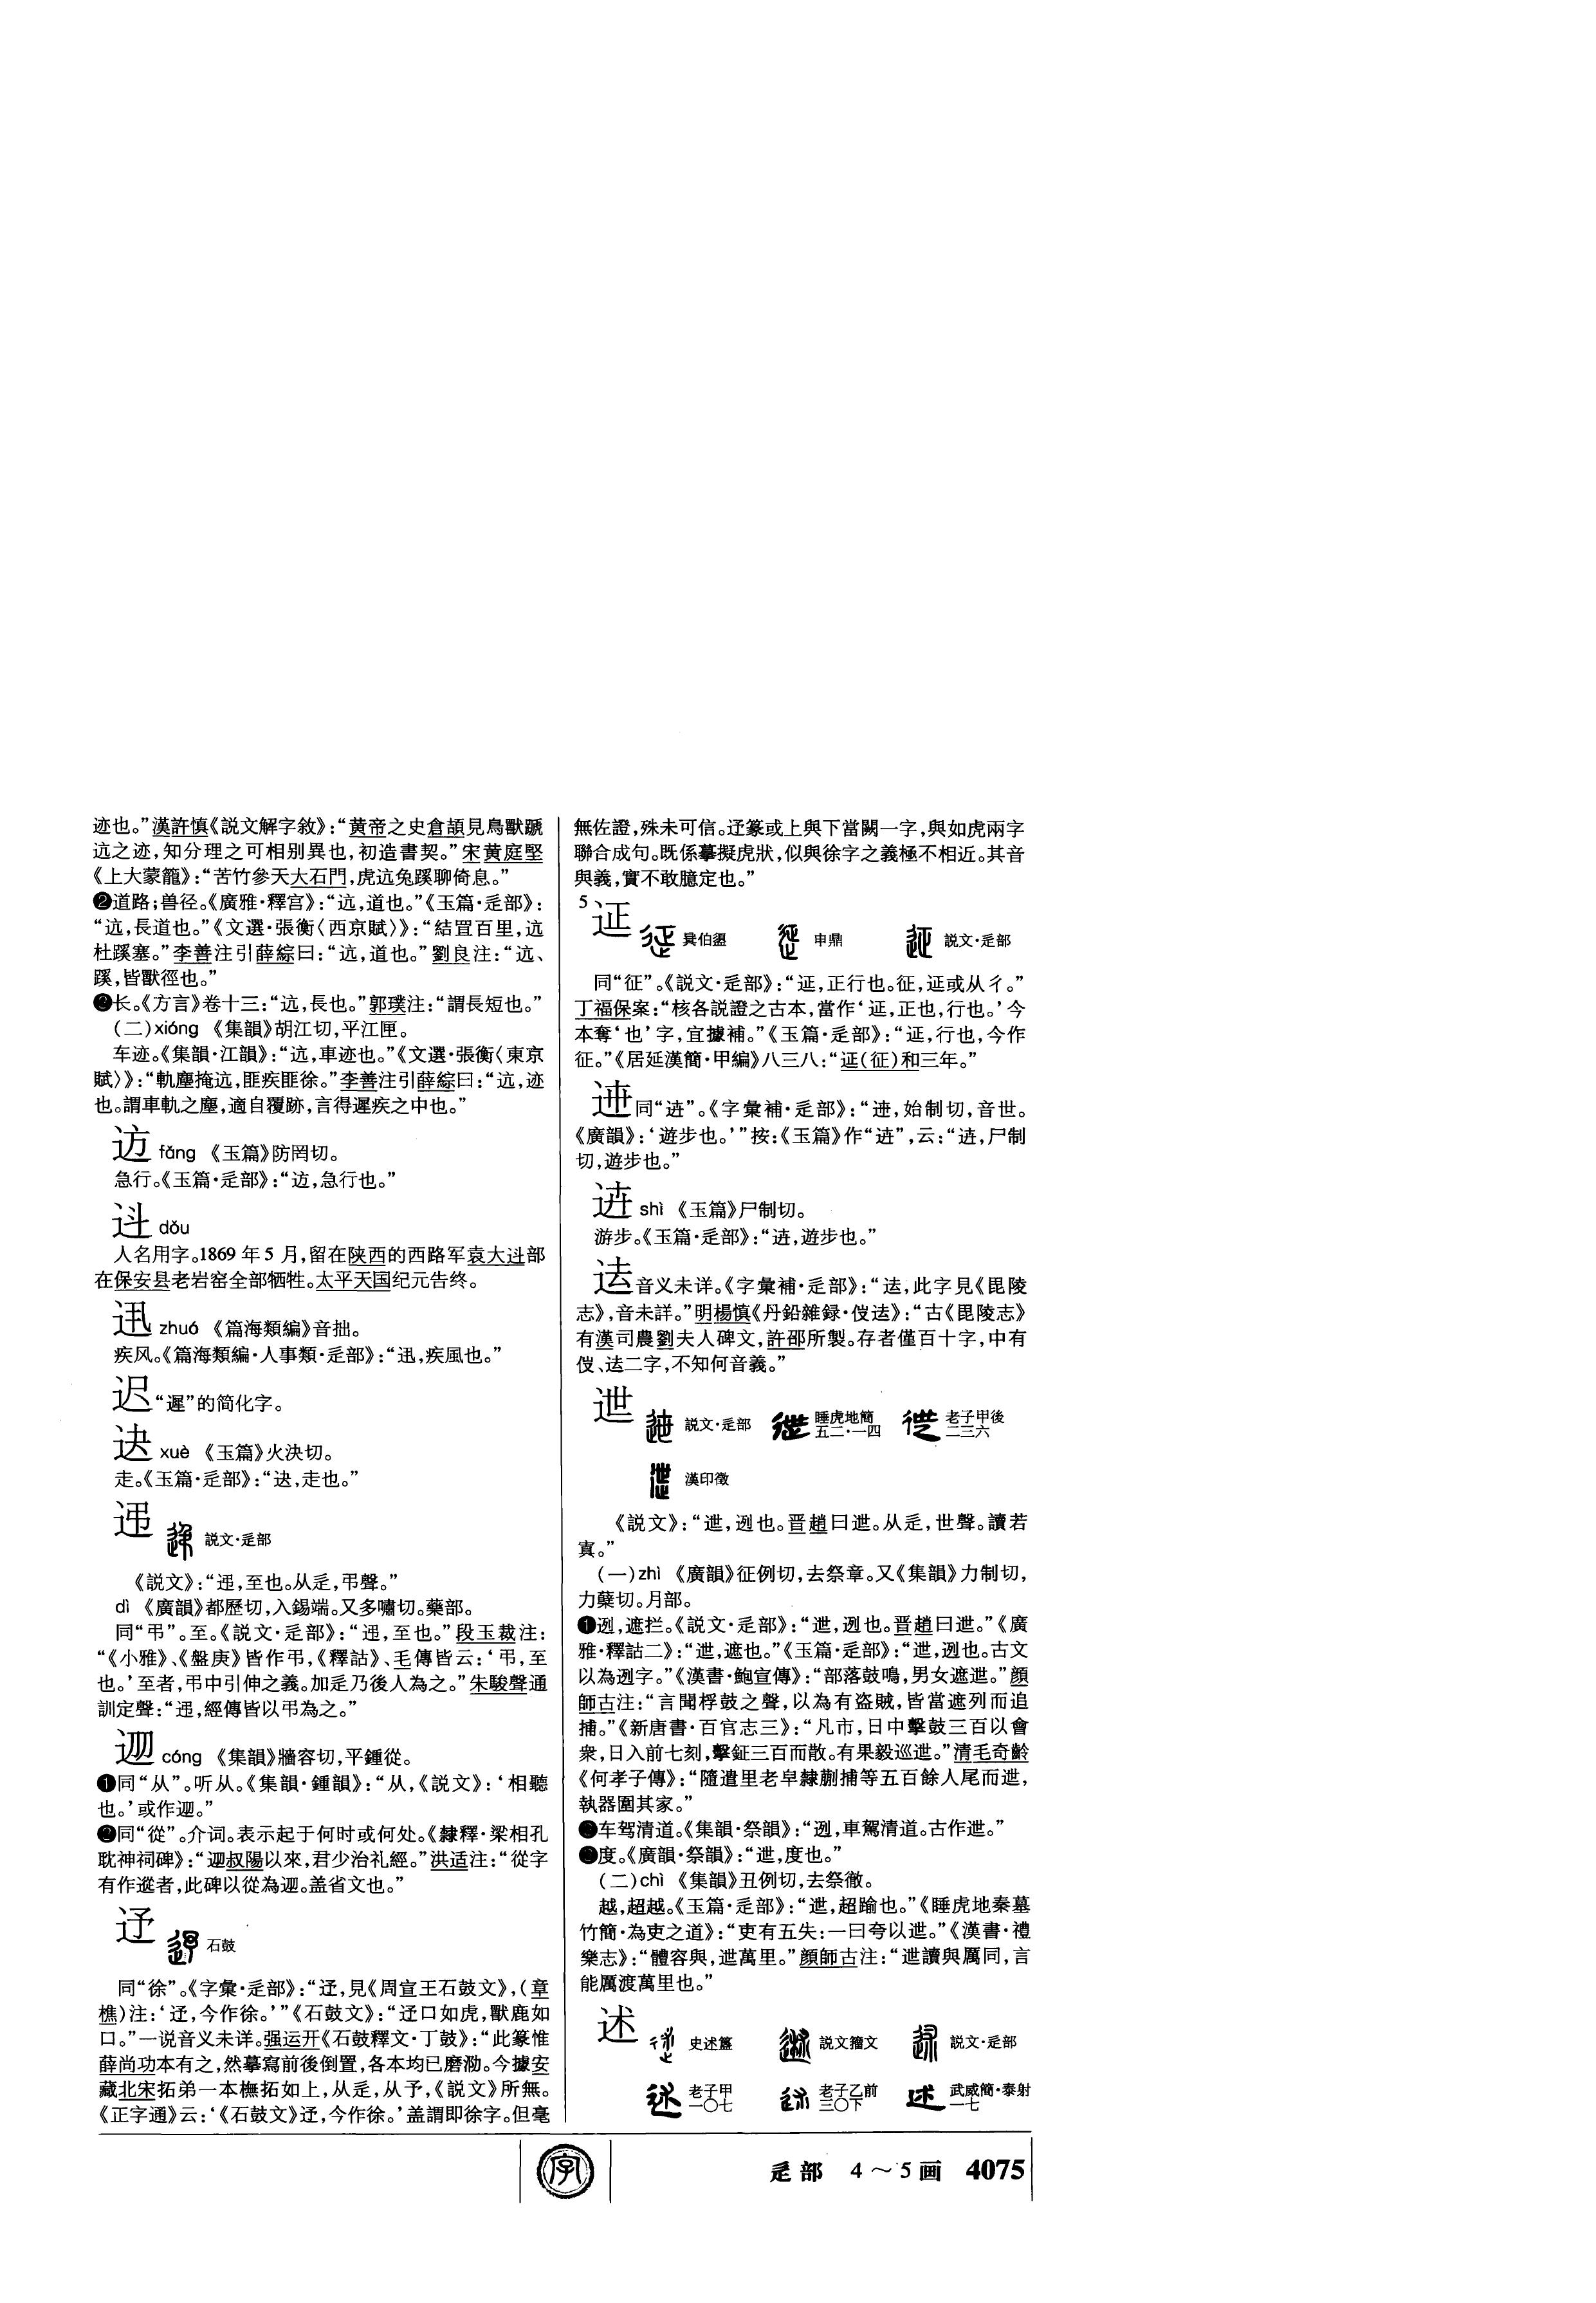 迹也。”漢許慎《説文解字敘》：“黄帝之史倉頡見鳥獸蹏
迒之迹，知分理之可相别異也，初造書契。”宋黄庭堅
《上大蒙籠》：“苦竹參天大石門，虎迒兔蹊聊倚息。”
❷道路；兽径。《廣雅·釋宫》：“迒，道也。”《玉篇·辵部》：
“迒，長道也。”《文選·張衡〈西京賦〉》：“結罝百里，迒
杜蹊塞。”李善注引薛綜曰：“迒，道也。”劉良注：“迒、
蹊，皆獸徑也。”
❸长。《方言》卷十三：“迒，長也。”郭璞注：“謂長短也。”
（二）xióng 《集韻》胡江切，平江匣。
车迹。《集韻·江韻》：“迒，車迹也。”《文選·張衡〈東京
賦〉》：“軌塵掩迒，匪疾匪徐。”李善注引薛綜曰：“迒，迹
也。謂車軌之塵，適自覆跡，言得遲疾之中也。”
汸 fǎng 《玉篇》防罔切。
急行。《玉篇·辵部》：“，急行也。”
dǒu
人名用字。1869年5月，留在陕西的西路军袁大部
在保安县老岩窑全部牺牲。太平天国纪元告终。
zhuó 《篇海類編》音拙。
疾风。《篇海類編·人事類·辵部》：“，疾風也。”
迟“遲”的简化字。
xuè 《玉篇》火決切。
走。《玉篇·辵部》：“，走也。”
迊 説文·辵部
《説文》：“，至也。从辵，弔聲。”
dì 《廣韻》都歷切，入錫端。又多嘯切。藥部。
同“弔”。至。《説文·辵部》：“，至也。”段玉裁注：
“《小雅》、《盤庚》皆作弔，《釋詁》、毛傳皆云：‘弔，至
也。’至者，弔中引伸之義。加辵乃後人為之。”朱駿聲通
訓定聲：“，經傳皆以弔為之。”
cóng 《集韻》牆容切，平鍾從。
❶同“从”。听从。《集韻·鍾韻》：“从，《説文》：‘相聽
也。’或作。”
❷同“從”。介词。表示起于何时或何处。《隸釋·梁相孔
耽神祠碑》：“叔陽以來，君少治礼經。”洪适注：“從字
有作者，此碑以從為。盖省文也。”
迃 石鼓
同“徐”。《字彙·辵部》：“，見《周宣王石鼓文》，（章
樵）注：‘，今作徐。’”《石鼓文》：“口如虎，獸鹿如
口。”一说音义未详。强运开《石鼓釋文·丁鼓》：“此篆惟
薛尚功本有之，然摹寫前後倒置，各本均已磨泐。今據安
藏北宋拓弟一本橅拓如上，从辵，从予，《説文》所無。
《正字通》云：‘《石鼓文》，今作徐。’盖謂即徐字。但毫
無佐證，殊未可信。篆或上與下當闕一字，與如虎兩字
聯合成句。既係摹擬虎狀，似與徐字之義極不相近。其音
與義，實不敢臆定也。”
5
 㠱伯盨 申鼎 説文·辵部
同“征”。《説文·辵部》：“，正行也。征，或从彳。”
丁福保案：“核各説證之古本，當作‘，正也，行也。’今
本奪‘也’字，宜據補。”《玉篇·辵部》：“，行也，今作
征。”《居延漢簡·甲編》八三八：“（征）和三年。”
同“”。《字彙補·辵部》：“，始制切，音世。
《廣韻》：‘遊步也。’”按：《玉篇》作“”，云：“，尸制
切，遊步也。”
shì 《玉篇》尸制切。
游步。《玉篇·辵部》：“，遊步也。”
音义未详。《字彙補·辵部》：“，此字見《毘陵
志》，音未詳。”明楊慎《丹鉛雜録·》：“古《毘陵志》
有漢司農劉夫人碑文，許邵所製。存者僅百十字，中有
、二字，不知何音義。”
迣 説文·辵部 睡虎地簡五二·一四 老子甲後二三六
漢印徵
《説文》：“迣，迾也。晋趙曰迣。从辵，世聲。讀若
寘。”
（一）zhì 《廣韻》征例切，去祭章。又《集韻》力制切，
力蘖切。月部。
❶迾，遮拦。《説文·辵部》：“迣，迾也。晋趙曰迣。”《廣
雅·釋詁二》：“迣，遮也。”《玉篇·辵部》：“迣，迾也。古文
以為迾字。”《漢書·鮑宣傳》：“部落鼓鳴，男女遮迣。”顔
師古注：“言聞桴鼓之聲，以為有盗賊，皆當遮列而追
捕。”《新唐書·百官志三》：“凡市，日中擊鼓三百以會
衆，日入前七刻，擊鉦三百而散。有果毅巡迣。”清毛奇齡
《何孝子傳》：“隨遣里老皁隸蒯捕等五百餘人尾而迣，
執器圍其家。”
❷车驾清道。《集韻·祭韻》：“迾，車駕清道。古作迣。”
❸度。《廣韻·祭韻》：“迣，度也。”
（二）chì 《集韻》丑例切，去祭徹。
越，超越。《玉篇·辵部》：“迣，超踰也。”《睡虎地秦墓
竹簡·為吏之道》：“吏有五失：一曰夸以迣。”《漢書·禮
樂志》：“體容與，迣萬里。”顔師古注：“迣讀與厲同，言
能厲渡萬里也。”
述 史述簋 説文籀文 説文·辵部
老子甲一〇七 老子乙前三〇下 武威簡·泰射一七
字
辵部 4～5画 4075